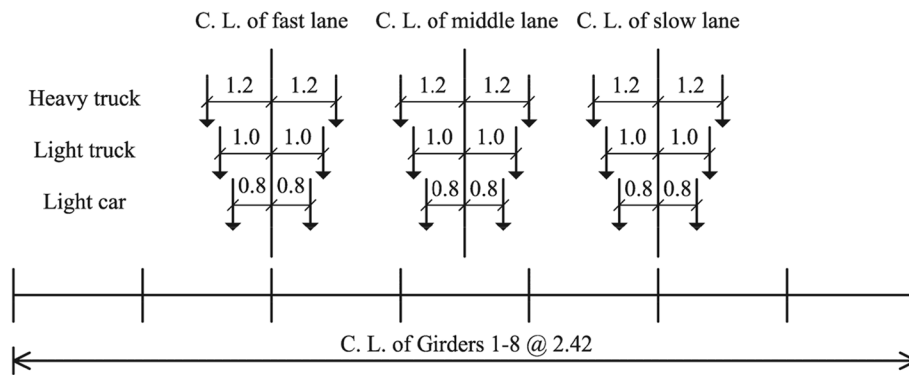 C. L. of fast lane C. L. of middle lane C. L. of slow lane
Heavy truck 1.2 1.2 1.2 1.2 1.2 1.2
Light truck 1.0 1.0 1.0 1.0 1.0 1.0
Light car 0.8 0.8 0.8 0.8 0.8 0.8
C. L. of Girders 1-8 @ 2.42